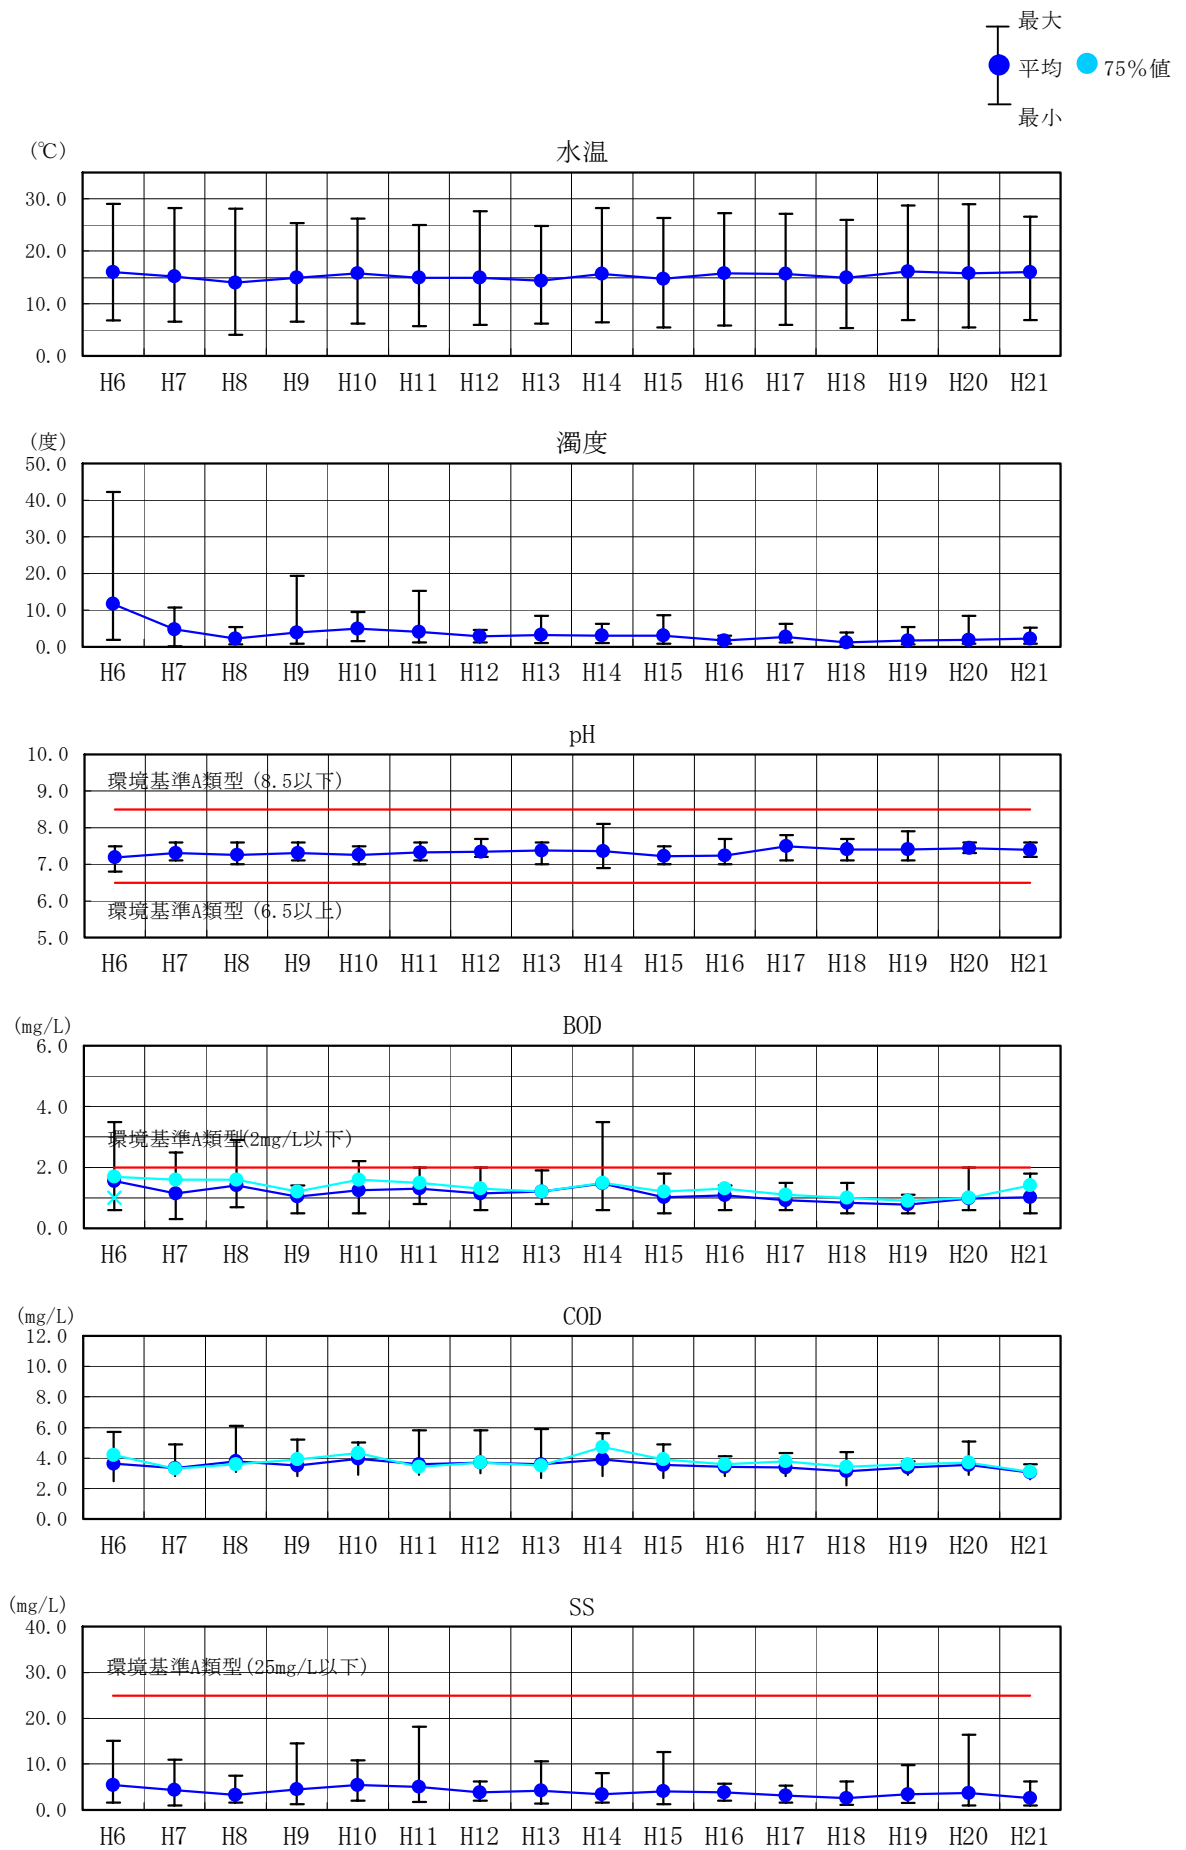 最大
平均 75%値
最小
(℃) 水温
30.0
20.0
10.0
0.0
H6 H7 H8 H9 H10 H11 H12 H13 H14 H15 H16 H17 H18 H19 H20 H21
(度) 濁度
50.0
40.0
30.0
20.0
10.0
0.0
H6 H7 H8 H9 H10 H11 H12 H13 H14 H15 H16 H17 H18 H19 H20 H21
pH
10.0
環境基準A類型(8.5以下)
9.0
8.0
7.0
6.0
環境基準A類型(6.5以上)
5.0
H6 H7 H8 H9 H10 H11 H12 H13 H14 H15 H16 H17 H18 H19 H20 H21
(mg/L) BOD
6.0
4.0
環境基準A類型(2mg/L以下)
2.0
0.0
H6 H7 H8 H9 H10 H11 H12 H13 H14 H15 H16 H17 H18 H19 H20 H21
(mg/L) COD
12.0
10.0
8.0
6.0
4.0
2.0
0.0
H6 H7 H8 H9 H10 H11 H12 H13 H14 H15 H16 H17 H18 H19 H20 H21
(mg/L) SS
40.0
環境基準A類型(25mg/L以下)
30.0
20.0
10.0
0.0
H6 H7 H8 H9 H10 H11 H12 H13 H14 H15 H16 H17 H18 H19 H20 H21